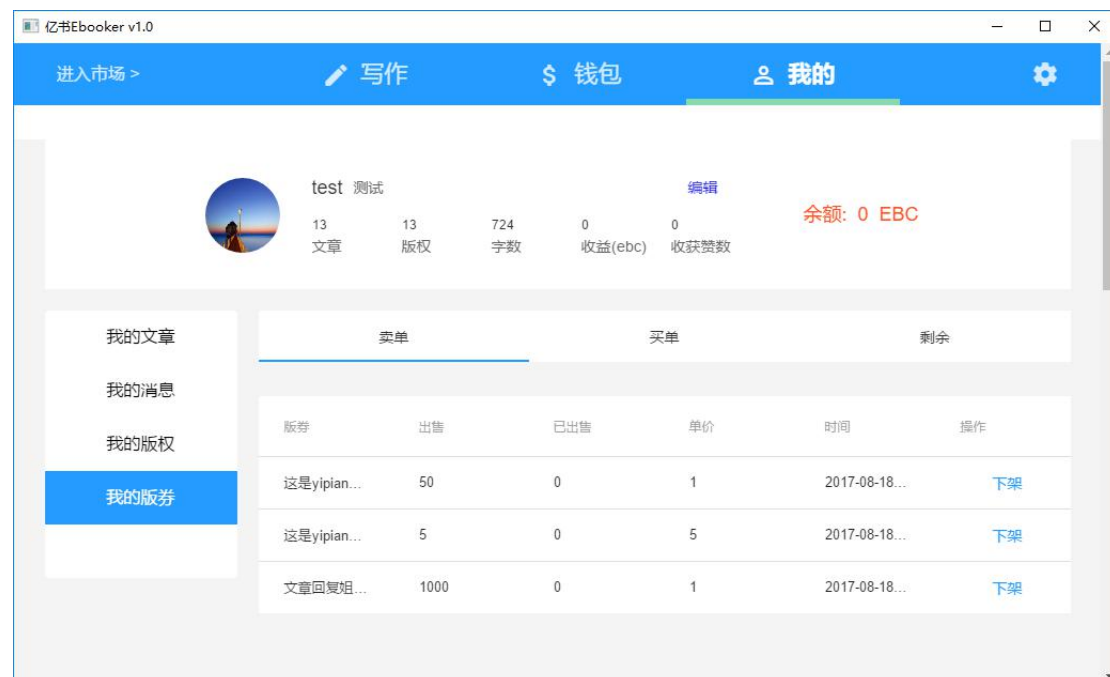 亿书Ebooker v1.0
进入市场 > 写作 $ 钱包 我的
test 测试 编辑
余额: 0 EBC
13 13 724 0 0
文章 版权 字数 收益(ebc) 收获赞数
我的文章
我的消息
我的版权
我的版券
卖单 买单 剩余
版券 出售 已出售 单价 时间 操作
这是yipian... 50 0 1 2017-08-18... 下架
这是yipian... 5 0 5 2017-08-18... 下架
文章回复姐... 1000 0 1 2017-08-18... 下架